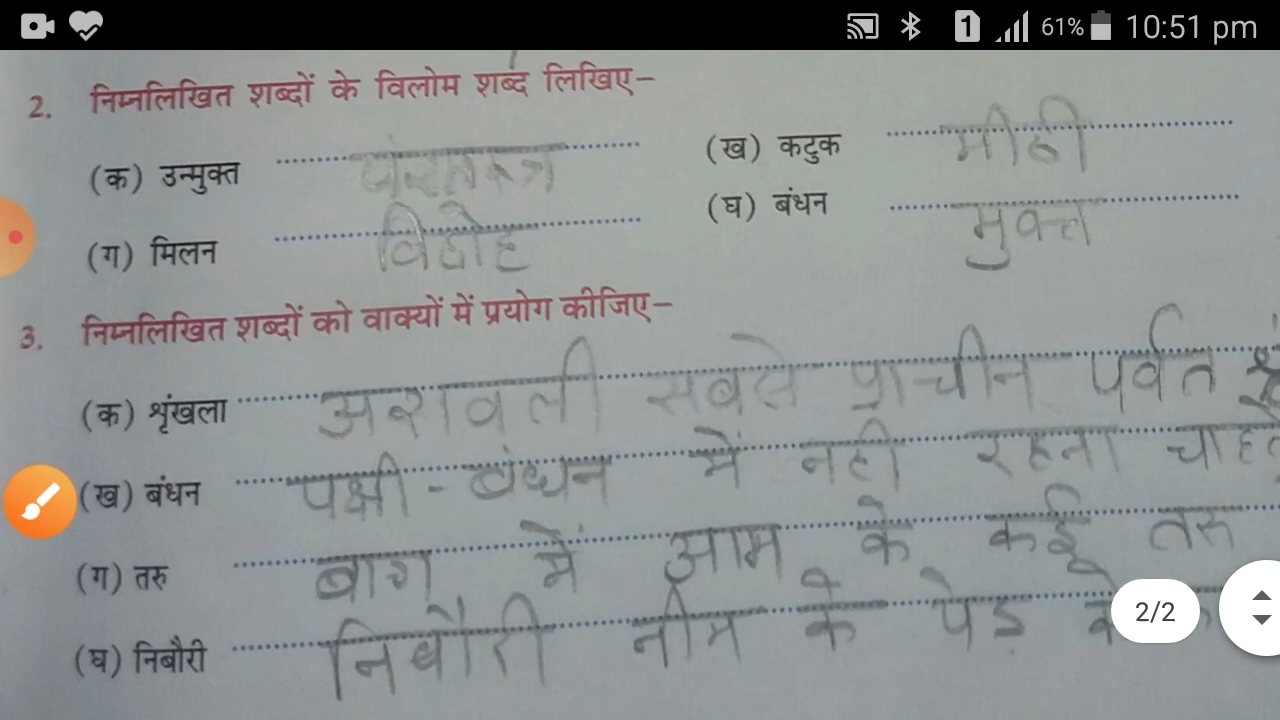 61% 10:51 pm
2. निम्नलिखित शब्दों के विलोम शब्द लिखिए–
(क) उन्मुक्त (ख) कटुक मीठी
(ग) मिलन विछोह (घ) बंधन मुक्त
3. निम्नलिखित शब्दों को वाक्यों में प्रयोग कीजिए–
(क) शृंखला अरावली सबसे प्राचीन पर्वत
(ख) बंधन पक्षी - बंधन में नही रहना
(ग) तरु बाग में आम के कई तरु
(घ) निबौरी निबौरी नीम के पेड़
2/2